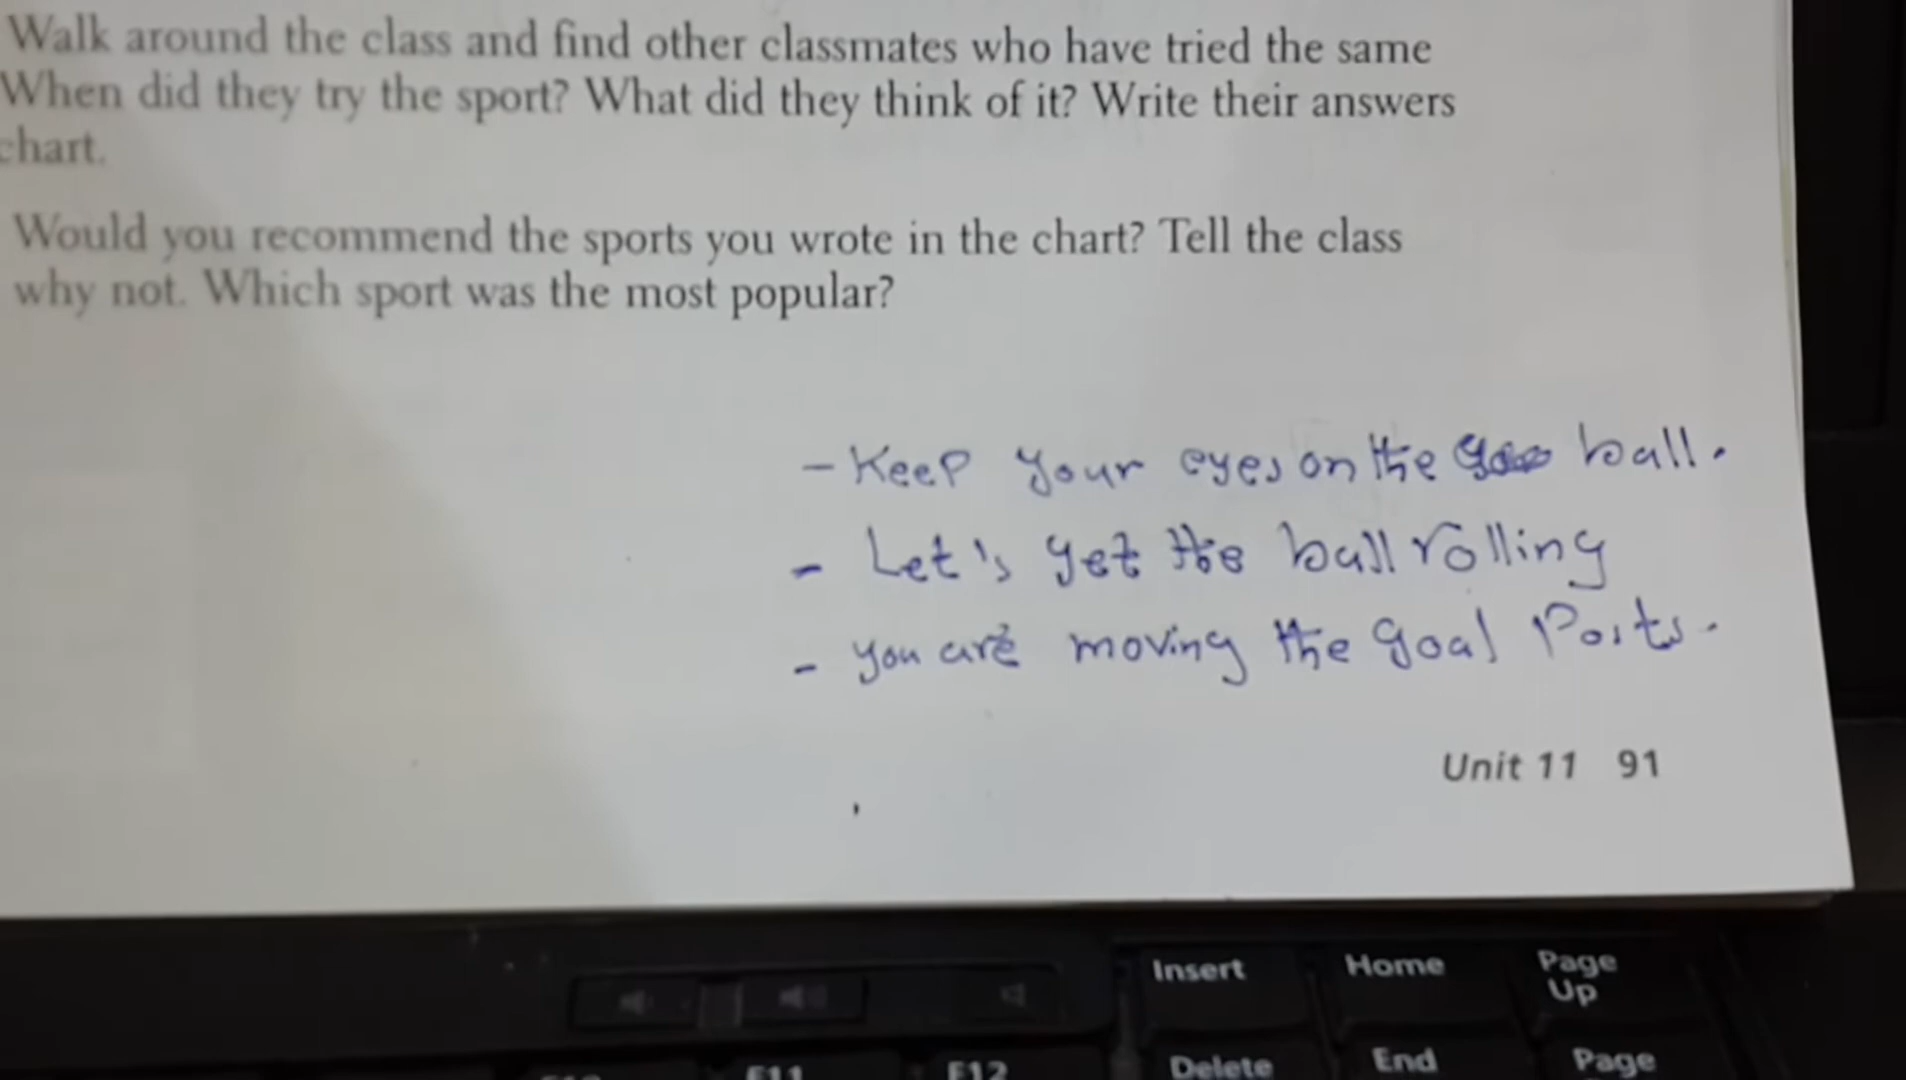 Walk around the class and find other classmates who have tried the same
When did they try the sport? What did they think of it? Write their answers
chart.
Would you recommend the sports you wrote in the chart? Tell the class
why not. Which sport was the most popular?
- Keep your eyes on the ball.
- Let's get the ball rolling
- you are moving the goal Posts.
Unit 11 91
Insert Home Page Up
F11 F12 Delete End Page